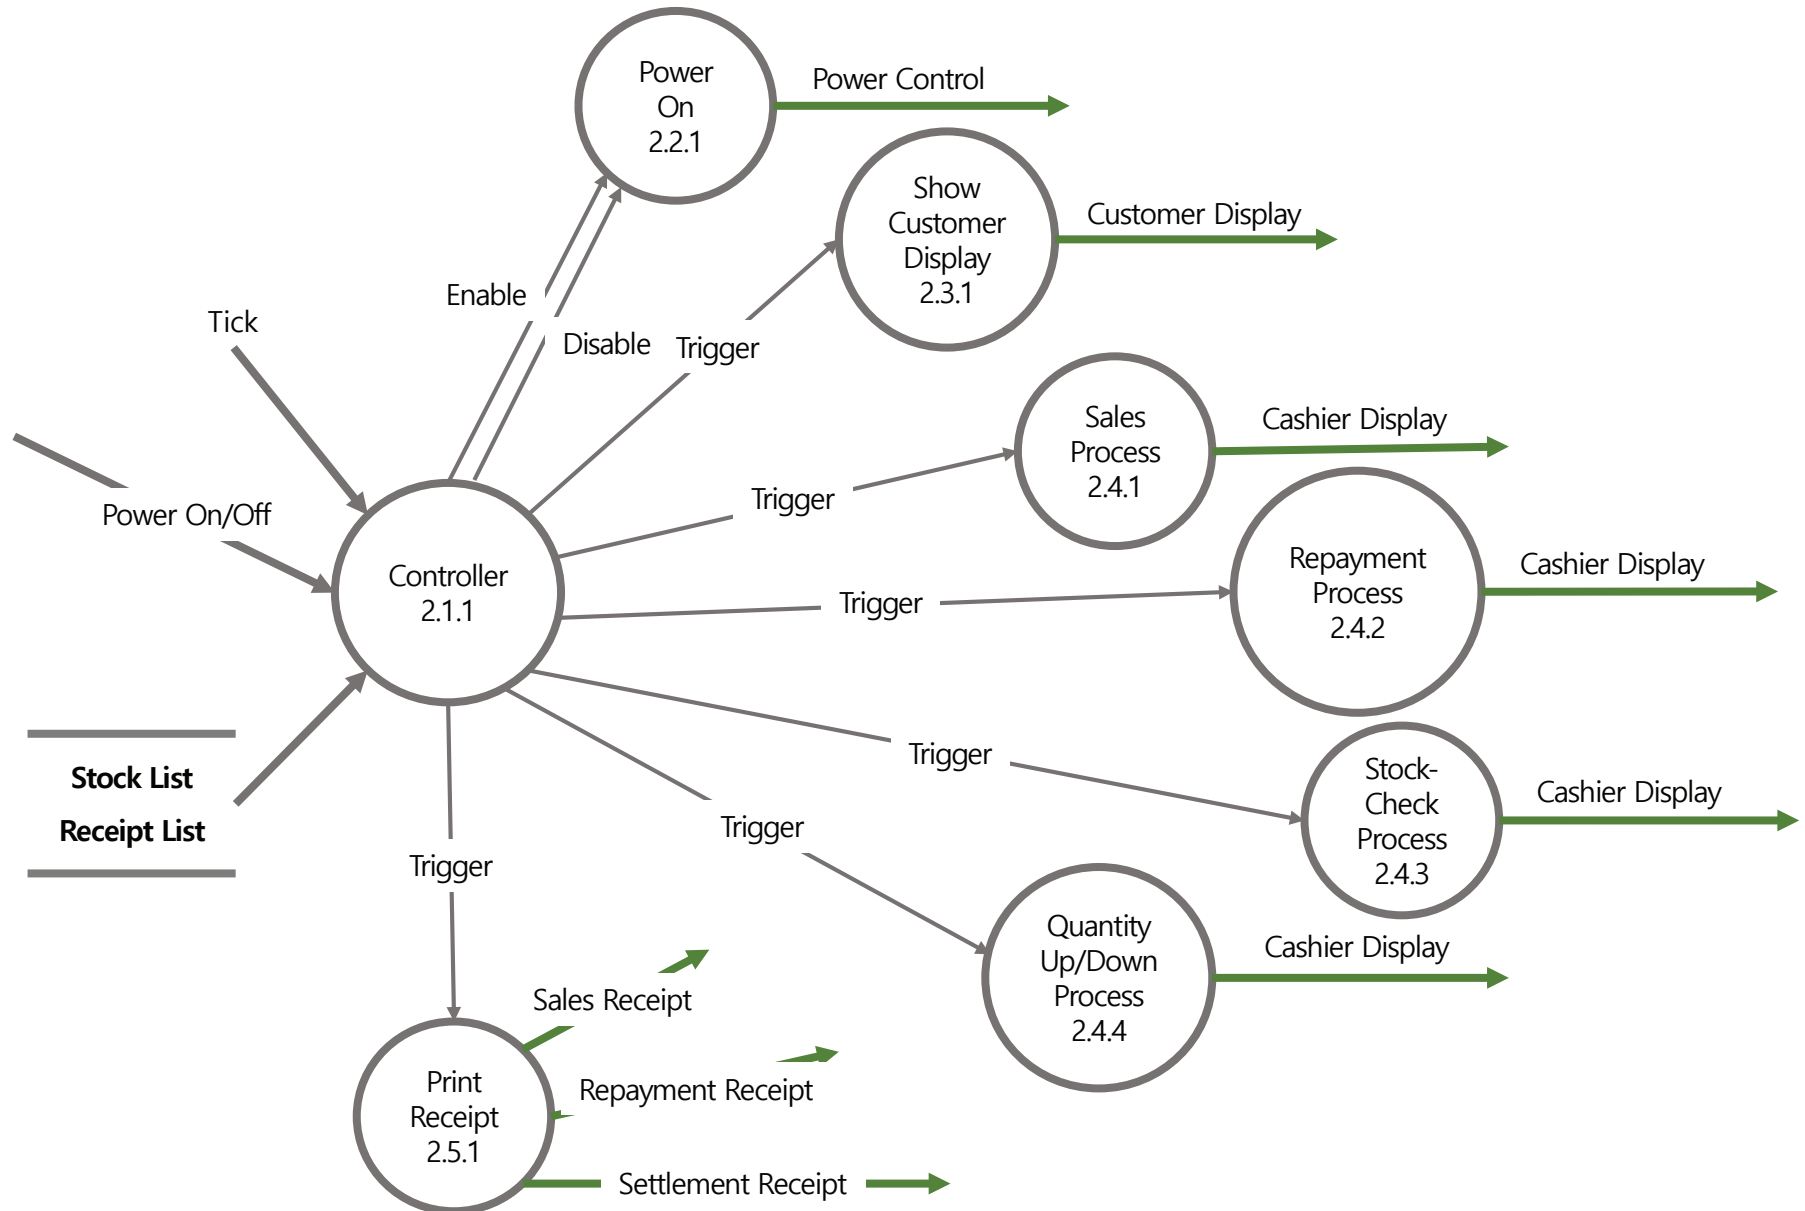 Power
On
2.2.1
Power Control
Show
Customer
Display
2.3.1
Customer Display
Enable
Tick
Disable
Trigger
Sales
Process
2.4.1
Cashier Display
Trigger
Power On/Off
Controller
2.1.1
Trigger
Repayment
Process
2.4.2
Cashier Display
Stock List
Receipt List
Trigger
Stock-
Check
Process
2.4.3
Cashier Display
Trigger
Trigger
Quantity
Up/Down
Process
2.4.4
Cashier Display
Sales Receipt
Print
Receipt
2.5.1
Repayment Receipt
Settlement Receipt